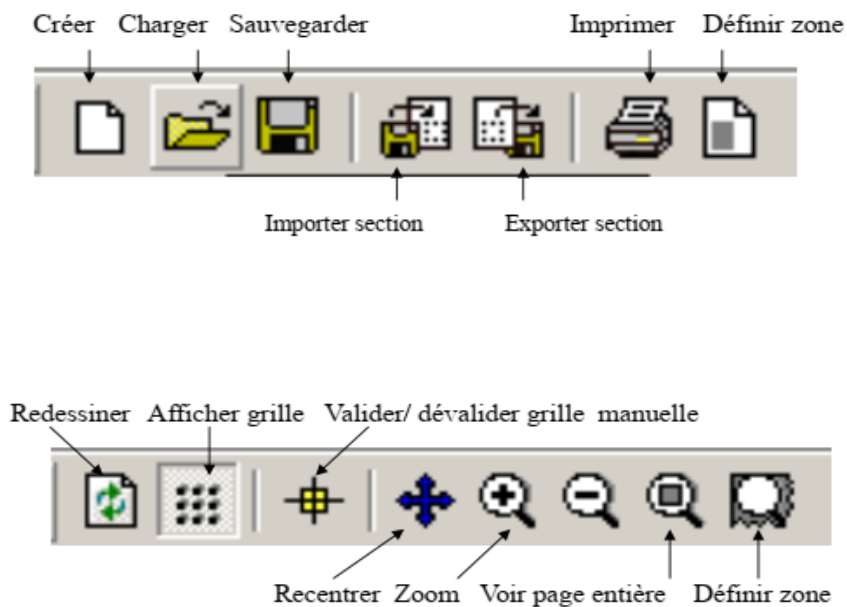 Créer Charger Sauvegarder Imprimer Définir zone
Importer section Exporter section
Redessiner Afficher grille Valider/ dévalider grille manuelle
Recentrer Zoom Voir page entière Définir zone